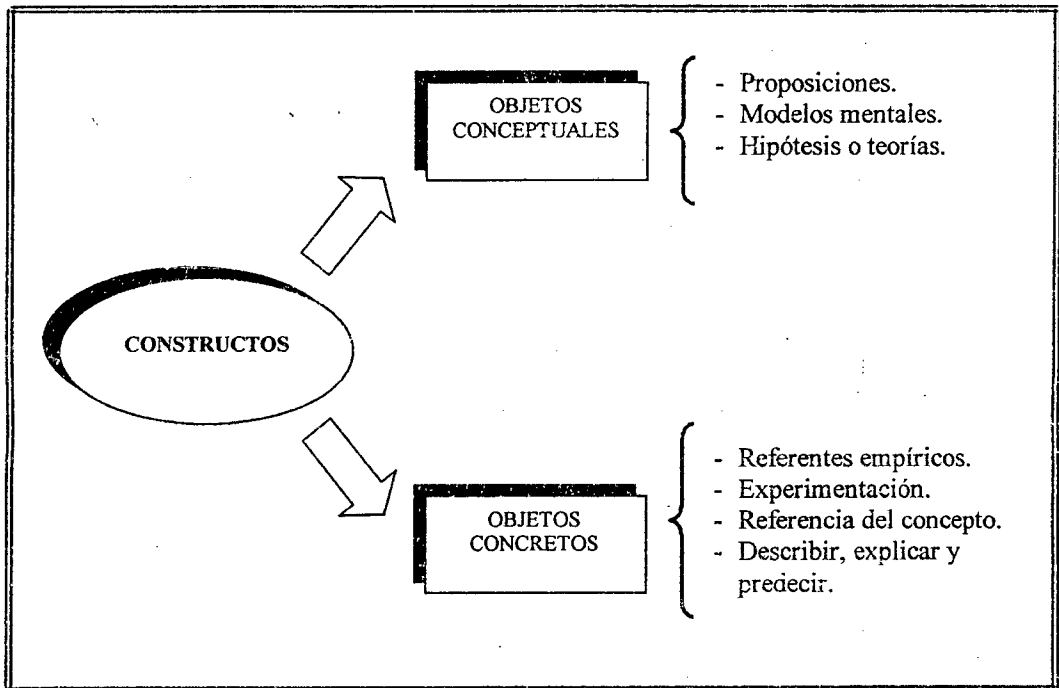 OBJETOS
CONCEPTUALES
- Proposiciones.
- Modelos mentales.
- Hipótesis o teorías.
CONSTRUCTOS
OBJETOS
CONCRETOS
- Referentes empíricos.
- Experimentación.
- Referencia del concepto.
- Describir, explicar y
predecir.